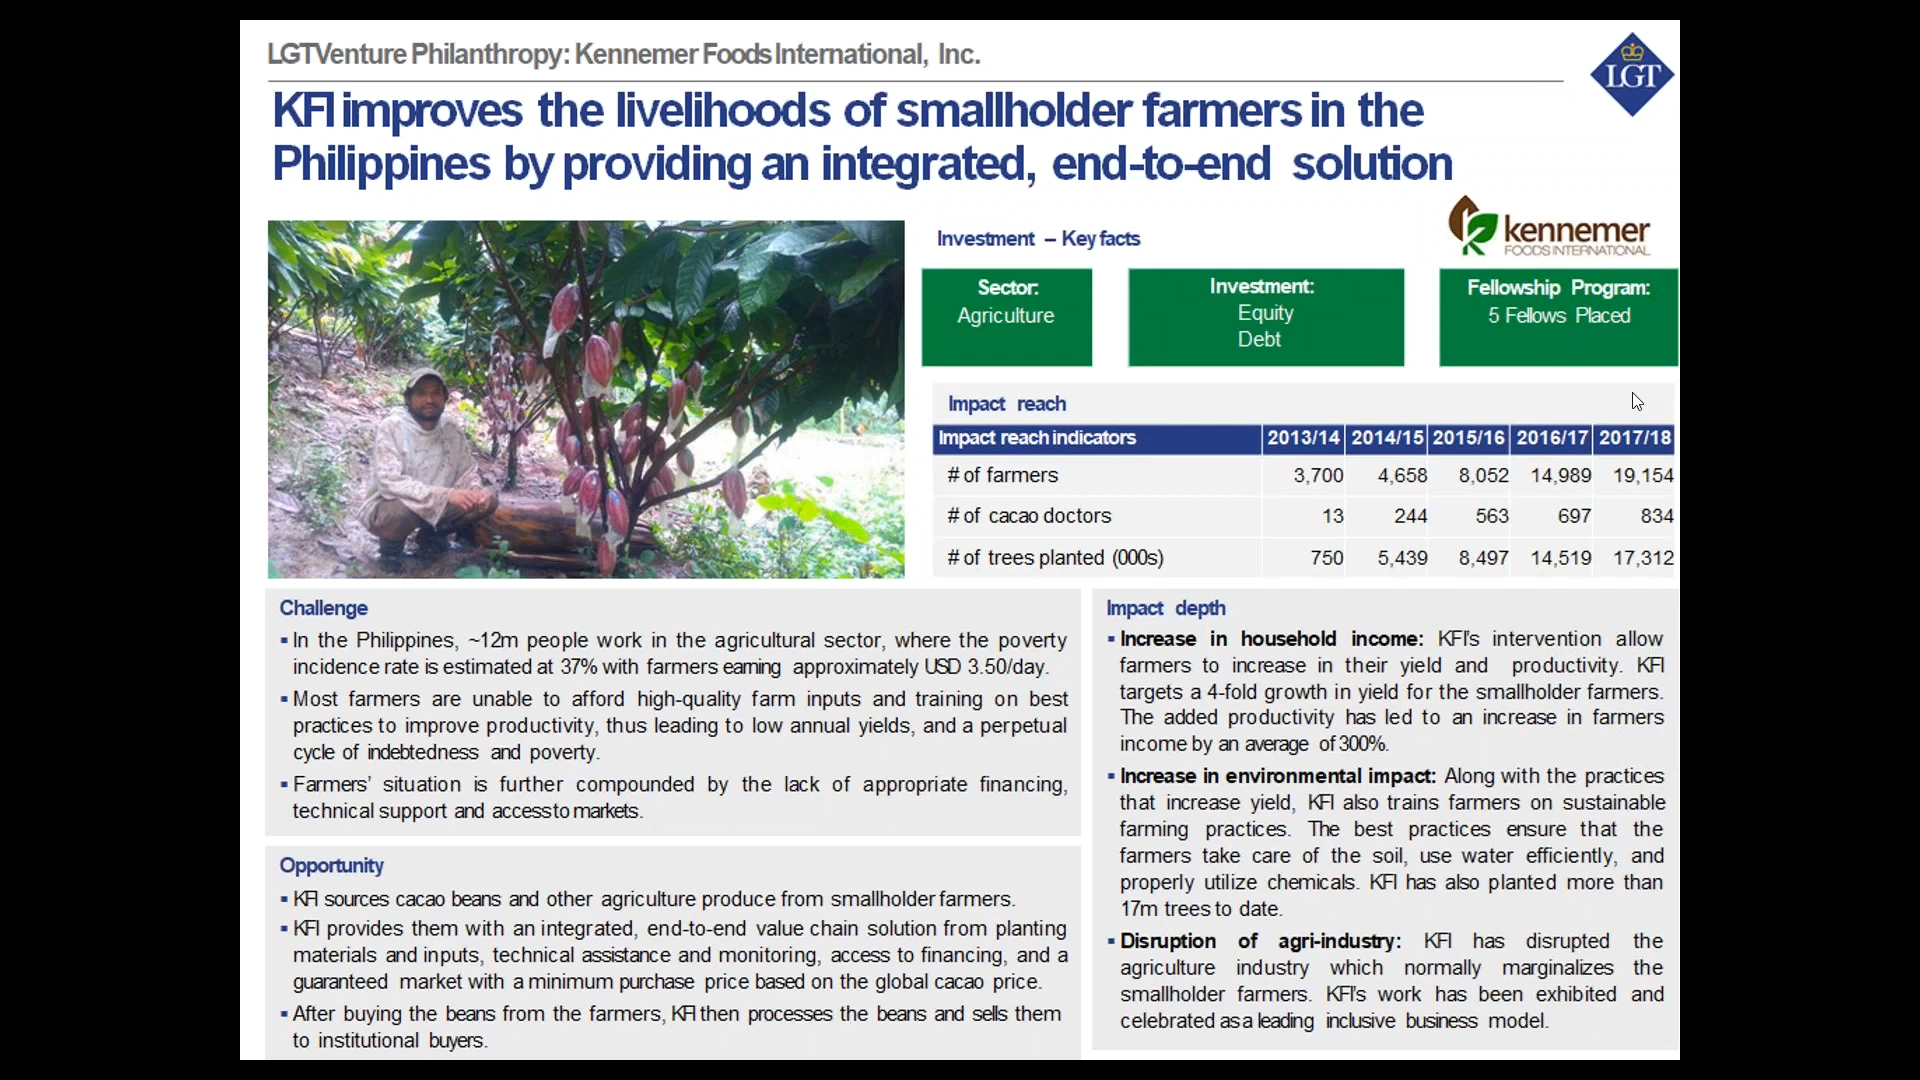 LGT Venture Philanthropy: Kennemer Foods International, Inc.
LGT
KFI improves the livelihoods of smallholder farmers in the
Philippines by providing an integrated, end-to-end solution
Investment – Key facts
kennemer
FOODS INTERNATIONAL
Sector:
Agriculture
Investment:
Equity
Debt
Fellowship Program:
5 Fellows Placed
Impact reach
Impact reach indicators 2013/14 2014/15 2015/16 2016/17 2017/18
# of farmers 3,700 4,658 8,052 14,989 19,154
# of cacao doctors 13 244 563 697 834
# of trees planted (000s) 750 5,439 8,497 14,519 17,312
Challenge
▪ In the Philippines, ~12m people work in the agricultural sector, where the poverty
incidence rate is estimated at 37% with farmers earning approximately USD 3.50/day.
▪ Most farmers are unable to afford high-quality farm inputs and training on best
practices to improve productivity, thus leading to low annual yields, and a perpetual
cycle of indebtedness and poverty.
▪ Farmers' situation is further compounded by the lack of appropriate financing,
technical support and access to markets.
Opportunity
▪ KFI sources cacao beans and other agriculture produce from smallholder farmers.
▪ KFI provides them with an integrated, end-to-end value chain solution from planting
materials and inputs, technical assistance and monitoring, access to financing, and a
guaranteed market with a minimum purchase price based on the global cacao price.
▪ After buying the beans from the farmers, KFI then processes the beans and sells them
to institutional buyers.
Impact depth
▪ Increase in household income: KFI's intervention allow
farmers to increase in their yield and productivity. KFI
targets a 4-fold growth in yield for the smallholder farmers.
The added productivity has led to an increase in farmers
income by an average of 300%.
▪ Increase in environmental impact: Along with the practices
that increase yield, KFI also trains farmers on sustainable
farming practices. The best practices ensure that the
farmers take care of the soil, use water efficiently, and
properly utilize chemicals. KFI has also planted more than
17m trees to date.
▪ Disruption of agri-industry: KFI has disrupted the
agriculture industry which normally marginalizes the
smallholder farmers. KFI's work has been exhibited and
celebrated as a leading inclusive business model.